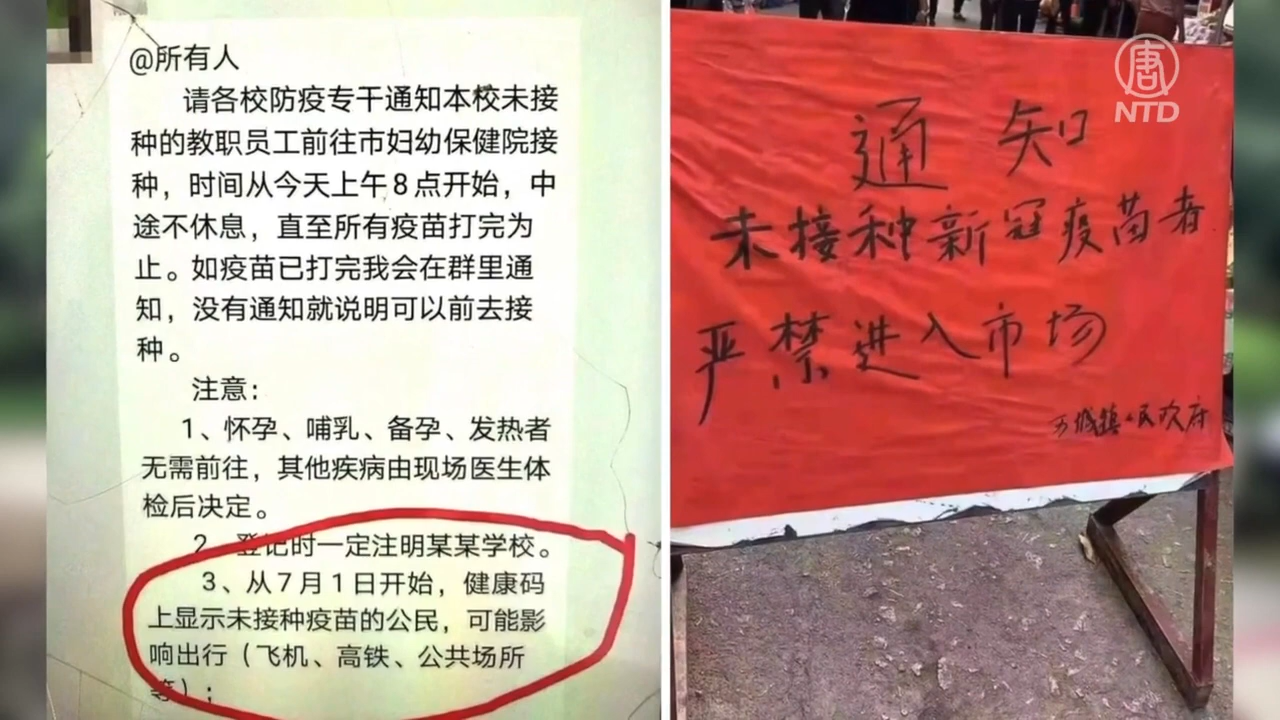 @所有人
请各校防疫专干通知本校未接
种的教职员工前往市妇幼保健院接
种，时间从今天上午8点开始，中
途不休息，直至所有疫苗打完为
止。如疫苗已打完我会在群里通
知，没有通知就说明可以前去接
种。
注意：
1、怀孕、哺乳、备孕、发热者
无需前往，其他疾病由现场医生体
检后决定。
2、登记时一定注明某某学校。
3、从7月1日开始，健康码
上显示未接种疫苗的公民，可能影
响出行（飞机、高铁、公共场所
等）；
唐
NTD
通知
未接种新冠疫苗者
严禁进入市场
城镇人民政府